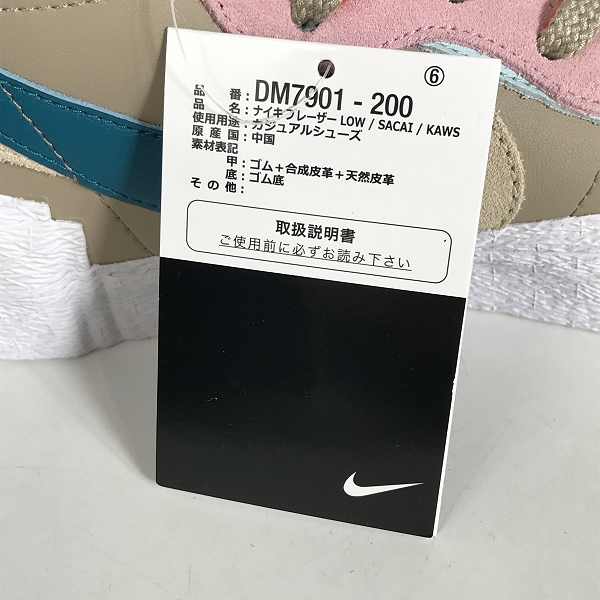 ⑥
品番:DM7901 - 200
品名:ナイキブレーザー LOW / SACAI / KAWS
使用用途:カジュアルシューズ
原産国:中国
素材表記
甲:ゴム+合成皮革+天然皮革
底:ゴム底
その他:
取扱説明書
ご使用前に必ずお読み下さい